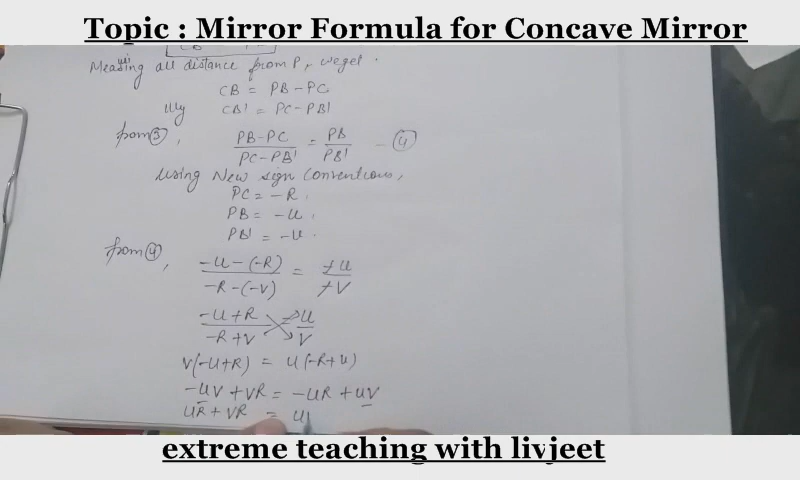 Topic : Mirror Formula for Concave Mirror
Measuring all distance from P, we get.
CB = PB - PC
Illy CB' = PC - PB'
from ③, PB-PC/PC-PB' = PB/PB' - ④
using New sign conventions,
PC = -R.
PB = -u.
PB' = -v.
from ④,
-u-(-R)/-R-(-v) = -u/-v
-u+R/-R+v = u/v
v(-u+R) = u(-R+v)
-uv + vR = -uR + uv
uR + vR = u
extreme teaching with livjeet